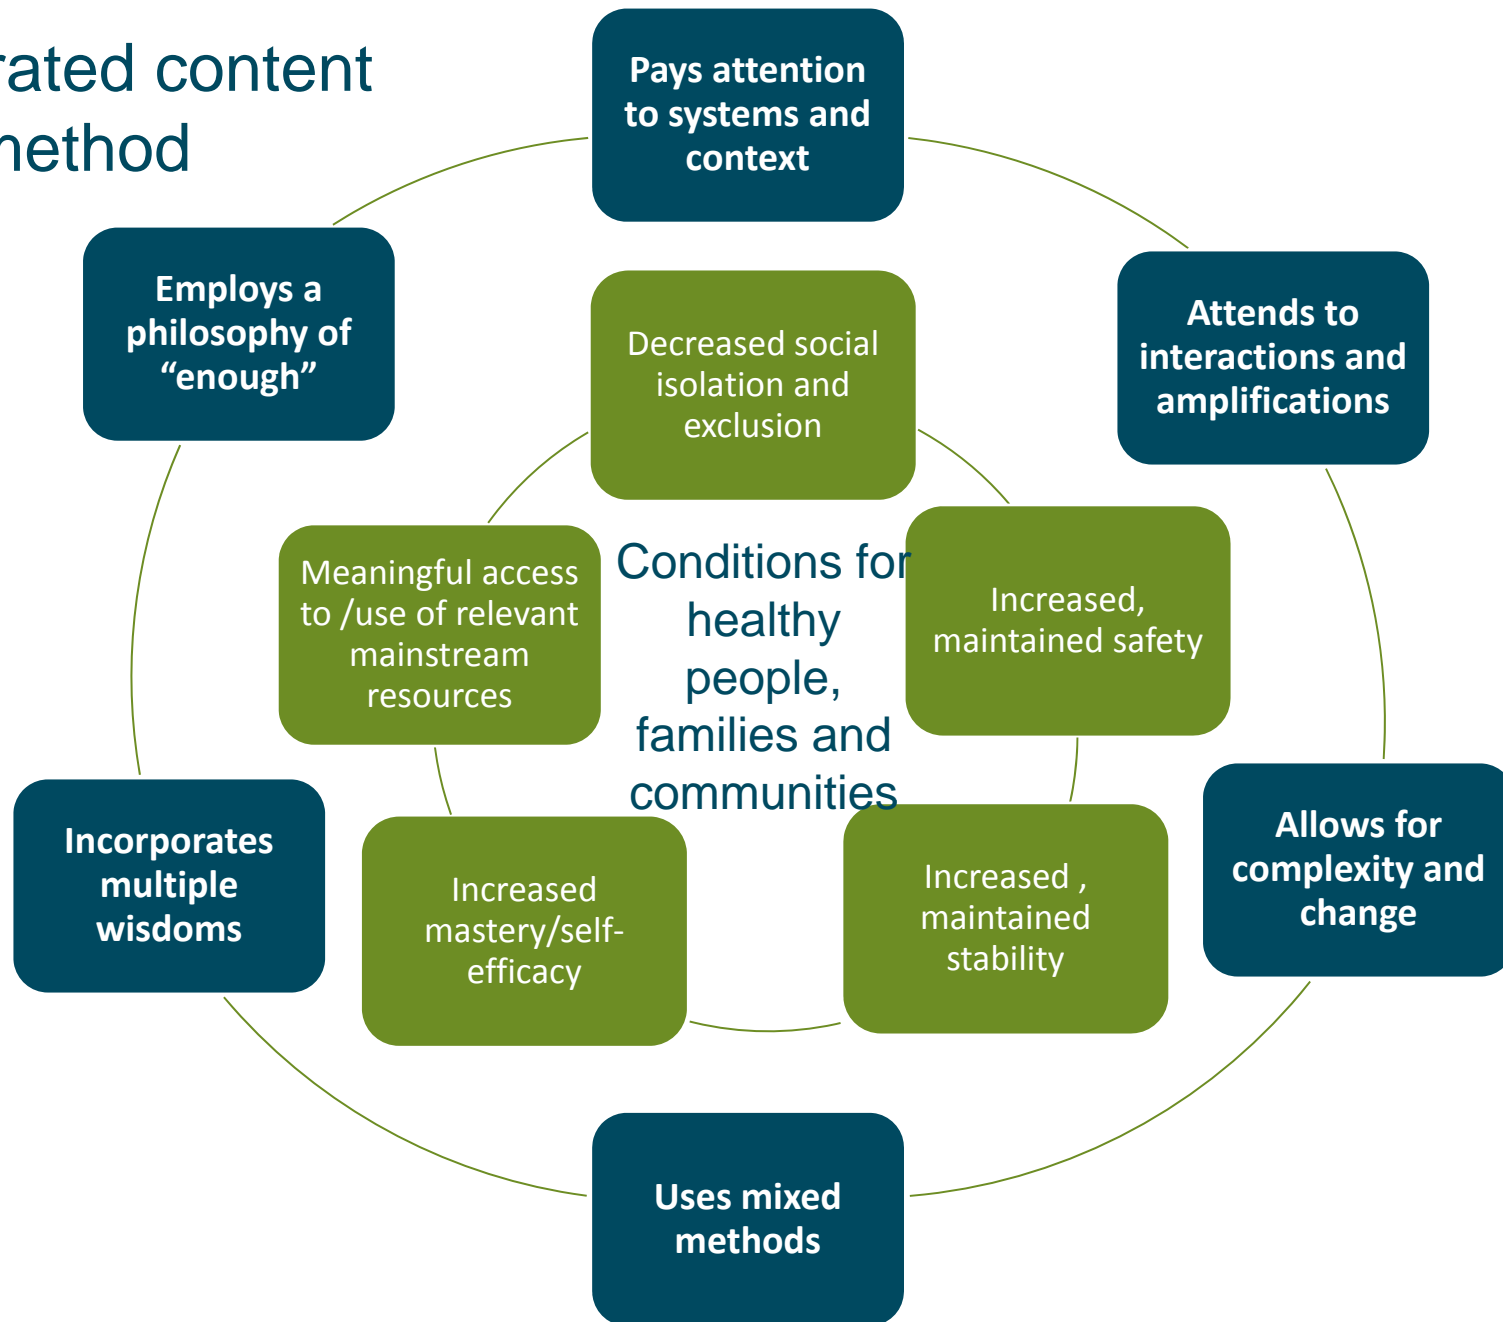 rated content
method
Pays attention
to systems and
context
Employs a
philosophy of
“enough”
Attends to
interactions and
amplifications
Decreased social
isolation and
exclusion
Meaningful access
to /use of relevant
mainstream
resources
Conditions for
healthy
people,
families and
communities
Increased,
maintained safety
Incorporates
multiple
wisdoms
Increased
mastery/self-
efficacy
Increased ,
maintained
stability
Allows for
complexity and
change
Uses mixed
methods